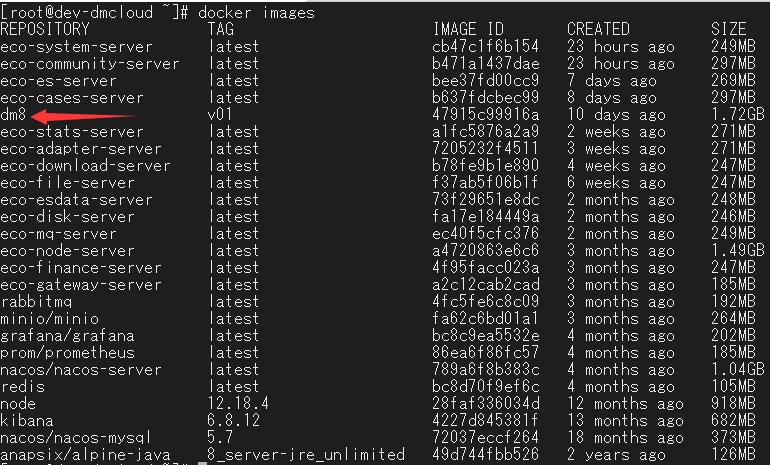 [root@dev-dmcloud ~]# docker images
REPOSITORY TAG IMAGE ID CREATED SIZE
eco-system-server latest cb47c1f6b154 23 hours ago 249MB
eco-community-server latest b471a1437dae 23 hours ago 297MB
eco-es-server latest bee37fd00cc9 7 days ago 269MB
eco-cases-server latest b637fdcbec99 8 days ago 297MB
dm8 v01 47915c99916a 10 days ago 1.72GB
eco-stats-server latest a1fc5876a2a9 2 weeks ago 271MB
eco-adapter-server latest 7205232f4511 3 weeks ago 271MB
eco-download-server latest b78fe9b1e890 4 weeks ago 247MB
eco-file-server latest f37ab5f06b1f 6 weeks ago 247MB
eco-esdata-server latest 73f29651e8dc 2 months ago 248MB
eco-disk-server latest fa17e184449a 2 months ago 246MB
eco-mq-server latest ec40f5cfc376 2 months ago 249MB
eco-node-server latest a4720863e6c6 3 months ago 1.49GB
eco-finance-server latest 4f95facc023a 3 months ago 247MB
eco-gateway-server latest a2c12cab2cad 3 months ago 185MB
rabbitmq latest 4fc5fe6c8c09 3 months ago 192MB
minio/minio latest fa62c6bd01a1 3 months ago 264MB
grafana/grafana latest bc8c9ea5532e 4 months ago 202MB
prom/prometheus latest 86ea6f86fc57 4 months ago 185MB
nacos/nacos-server latest 789a6f8b383c 4 months ago 1.04GB
redis latest bc8d70f9ef6c 4 months ago 105MB
node 12.18.4 28faf336034d 12 months ago 918MB
kibana 6.8.12 4227d845381f 13 months ago 682MB
nacos/nacos-mysql 5.7 72037eccf264 18 months ago 373MB
anapsix/alpine-java 8_server-jre_unlimited 49d744fbb526 2 years ago 126MB